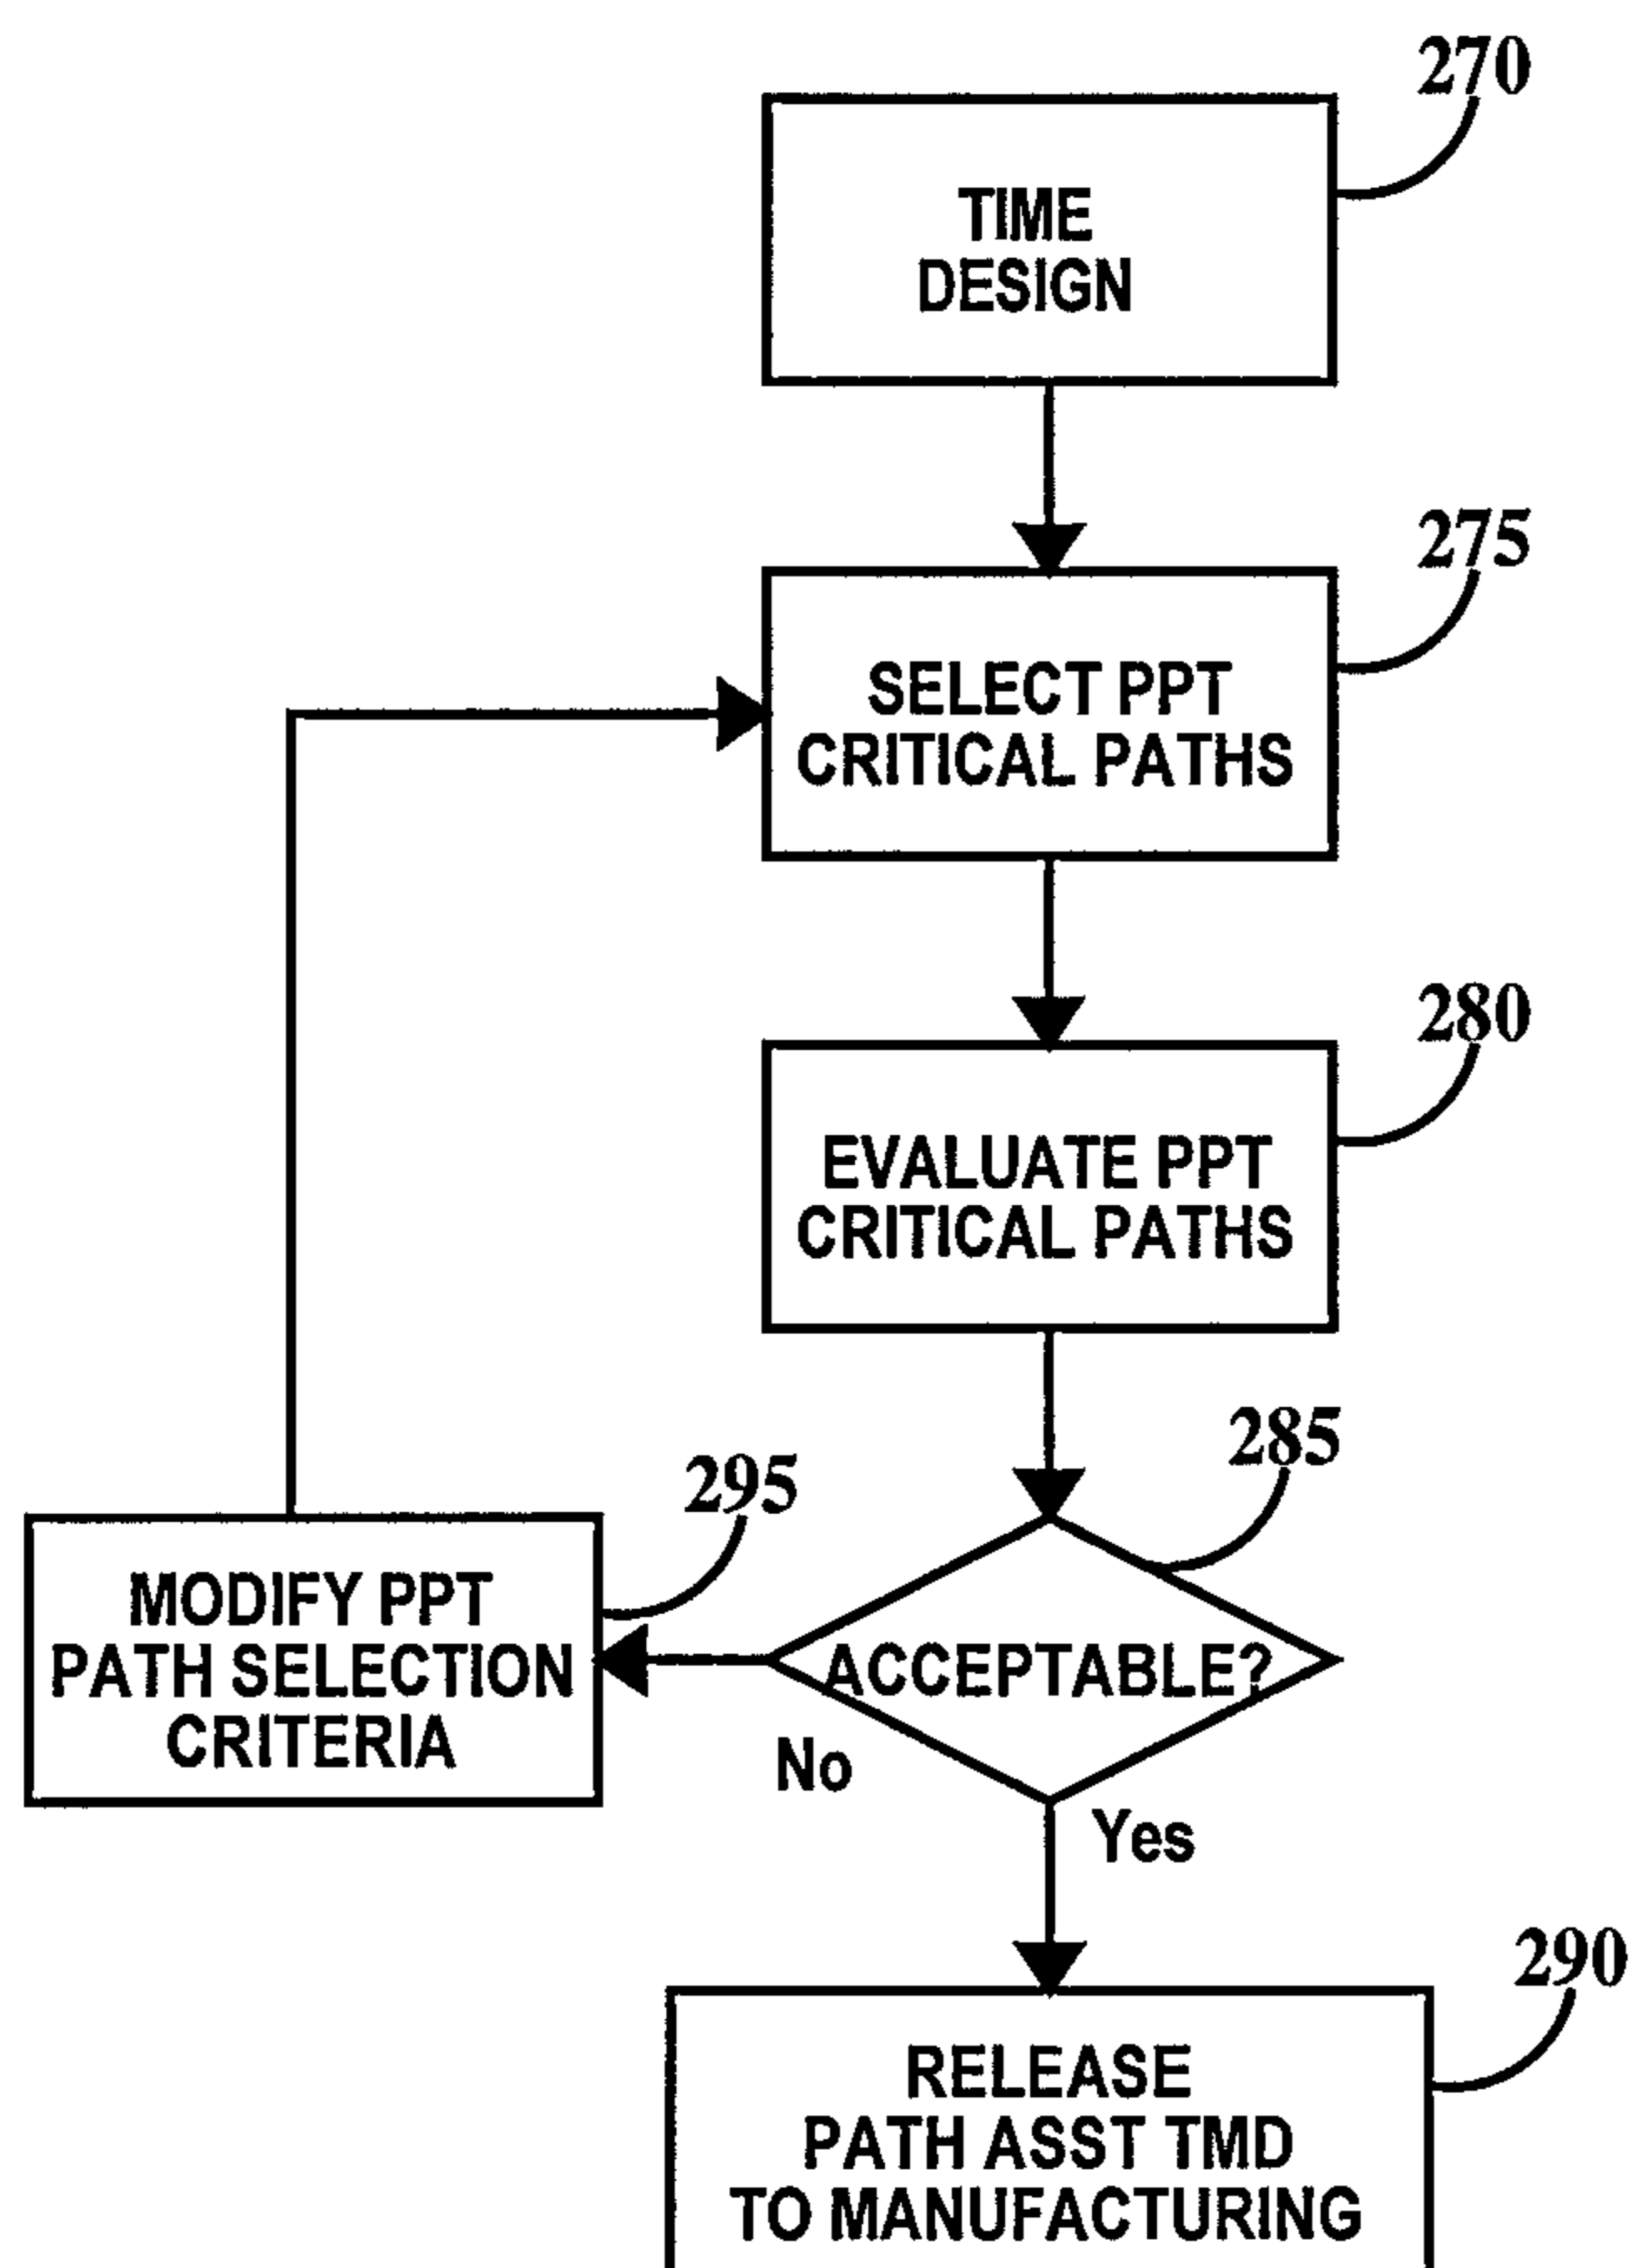 270
TIME
DESIGN
275
SELECT PPT
CRITICAL PATHS
280
EVALUATE PPT
CRITICAL PATHS
285
295
MODIFY PPT
PATH SELECTION
CRITERIA
ACCEPTABLE?
No
Yes
290
RELEASE
PATH ASST TMD
TO MANUFACTURING